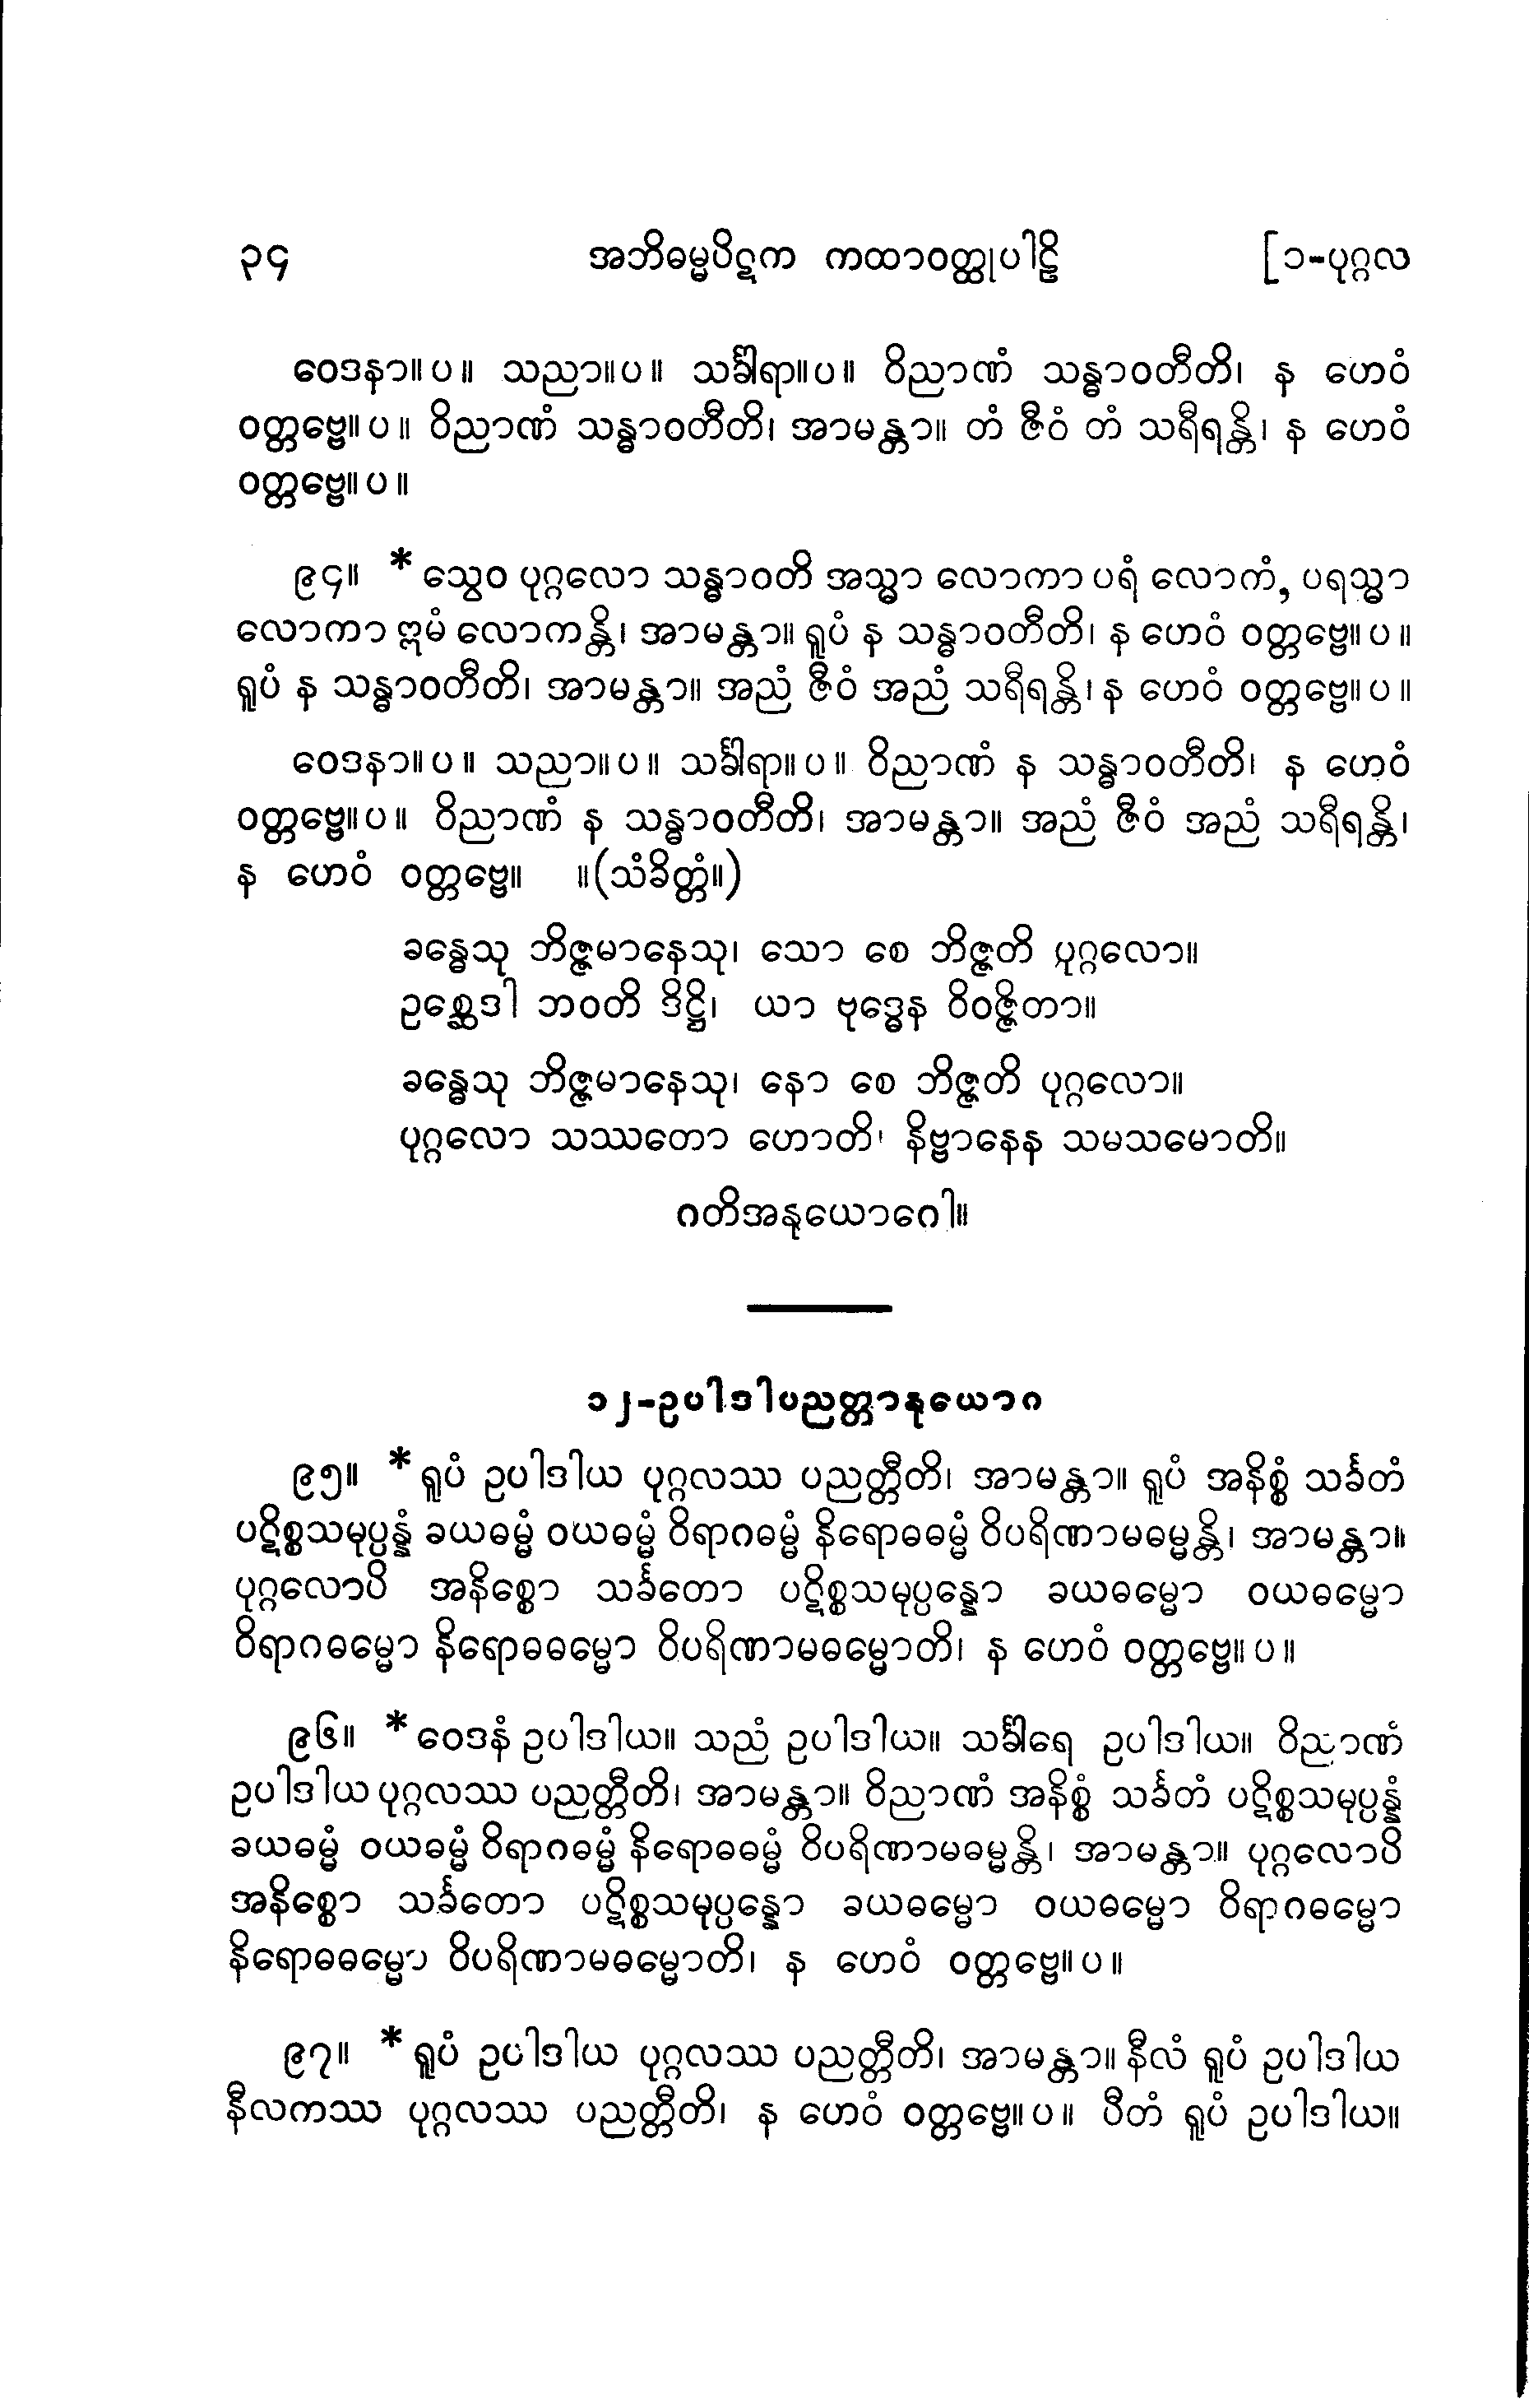 ၃၄ အဘိဓမ္မပိဋက ကထာဝတ္ထုပါဠိ [၁-ပုဂ္ဂလ
ဝေဒနာ။ပ။ သညာ။ပ။ သင်္ခါရာ။ပ။ ဝိညာဏံ သန္ဓာဝတီတိ၊ န ဟေဝံ
ဝတ္တဗ္ဗေ။ပ။ ဝိညာဏံ သန္ဓာဝတီတိ၊ အာမန္တာ။ တံ ဇီဝံ တံ သရီရန္တိ၊ န ဟေဝံ
ဝတ္တဗ္ဗေ။ပ။
၉၄။ *သွေဝ ပုဂ္ဂလော သန္ဓာဝတိ အသ္မာ လောကာ ပရံ လောကံ, ပရသ္မာ
လောကာ ဣမံ လောကန္တိ၊ အာမန္တာ။ ရူပံ န သန္ဓာဝတီတိ၊ န ဟေဝံ ဝတ္တဗ္ဗေ။ပ။
ရူပံ န သန္ဓာဝတီတိ၊ အာမန္တာ။ အညံ ဇီဝံ အညံ သရီရန္တိ၊ န ဟေဝံ ဝတ္တဗ္ဗေ။ပ။
ဝေဒနာ။ပ။ သညာ။ပ။ သင်္ခါရာ။ပ။ ဝိညာဏံ န သန္ဓာဝတီတိ၊ န ဟေဝံ
ဝတ္တဗ္ဗေ။ပ။ ဝိညာဏံ န သန္ဓာဝတီတိ၊ အာမန္တာ။ အညံ ဇီဝံ အညံ သရီရန္တိ၊
န ဟေဝံ ဝတ္တဗ္ဗေ။ ။(သံခိတ္တံ။)
ခန္ဓေသု ဘိဇ္ဇမာနေသု၊ သော စေ ဘိဇ္ဇတိ ပုဂ္ဂလော။
ဥစ္ဆေဒါ ဘဝတိ ဒိဋ္ဌိ၊ ယာ ဗုဒ္ဓေန ဝိဝဇ္ဇိတာ။
ခန္ဓေသု ဘိဇ္ဇမာနေသု၊ နော စေ ဘိဇ္ဇတိ ပုဂ္ဂလော။
ပုဂ္ဂလော သဿတော ဟောတိ၊ နိဗ္ဗာနေန သမသမောတိ။
ဂတိအနုယောဂေါ။
၁၂-ဥပါဒါပညတ္တာနုယောဂ
၉၅။ *ရူပံ ဥပါဒါယ ပုဂ္ဂလဿ ပညတ္တီတိ၊ အာမန္တာ။ ရူပံ အနိစ္စံ သင်္ခတံ
ပဋိစ္စသမုပ္ပန္နံ ခယဓမ္မံ ဝယဓမ္မံ ဝိရာဂဓမ္မံ နိရောဓဓမ္မံ ဝိပရိဏာမဓမ္မန္တိ၊ အာမန္တာ။
ပုဂ္ဂလောပိ အနိစ္စော သင်္ခတော ပဋိစ္စသမုပ္ပန္နော ခယဓမ္မော ဝယဓမ္မော
ဝိရာဂဓမ္မော နိရောဓဓမ္မော ဝိပရိဏာမဓမ္မောတိ၊ န ဟေဝံ ဝတ္တဗ္ဗေ။ပ။
၉၆။ *ဝေဒနံ ဥပါဒါယ။ သညံ ဥပါဒါယ။ သင်္ခါရေ ဥပါဒါယ။ ဝိညာဏံ
ဥပါဒါယ ပုဂ္ဂလဿ ပညတ္တီတိ၊ အာမန္တာ။ ဝိညာဏံ အနိစ္စံ သင်္ခတံ ပဋိစ္စသမုပ္ပန္နံ
ခယဓမ္မံ ဝယဓမ္မံ ဝိရာဂဓမ္မံ နိရောဓဓမ္မံ ဝိပရိဏာမဓမ္မန္တိ၊ အာမန္တာ။ ပုဂ္ဂလောပိ
အနိစ္စော သင်္ခတော ပဋိစ္စသမုပ္ပန္နော ခယဓမ္မော ဝယဓမ္မော ဝိရာဂဓမ္မော
နိရောဓဓမ္မော ဝိပရိဏာမဓမ္မောတိ၊ န ဟေဝံ ဝတ္တဗ္ဗေ။ပ။
၉၇။ *ရူပံ ဥပါဒါယ ပုဂ္ဂလဿ ပညတ္တီတိ၊ အာမန္တာ။ နီလံ ရူပံ ဥပါဒါယ
နီလကဿ ပုဂ္ဂလဿ ပညတ္တီတိ၊ န ဟေဝံ ဝတ္တဗ္ဗေ။ပ။ ပီတံ ရူပံ ဥပါဒါယ။